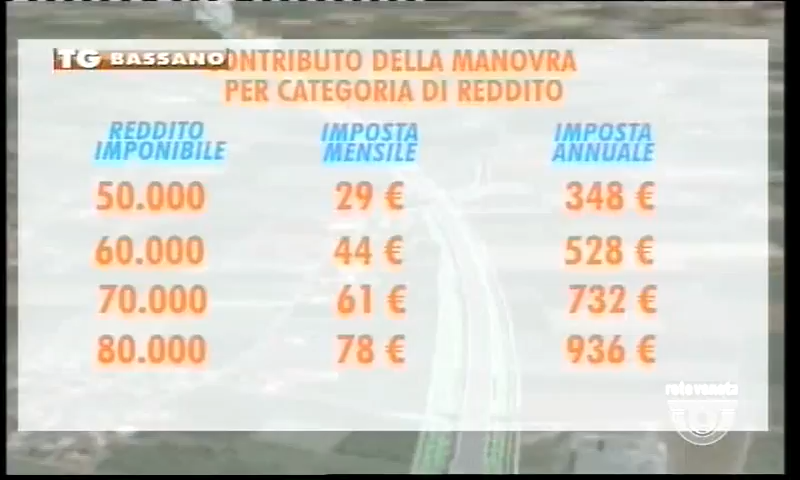 TG BASSANO
ONTRIBUTO DELLA MANOVRA
PER CATEGORIA DI REDDITO
REDDITO IMPOSTA IMPOSTA
IMPONIBILE MENSILE ANNUALE
50.000 29 € 348 €
60.000 44 € 528 €
70.000 61 € 732 €
80.000 78 € 936 €
rete veneta